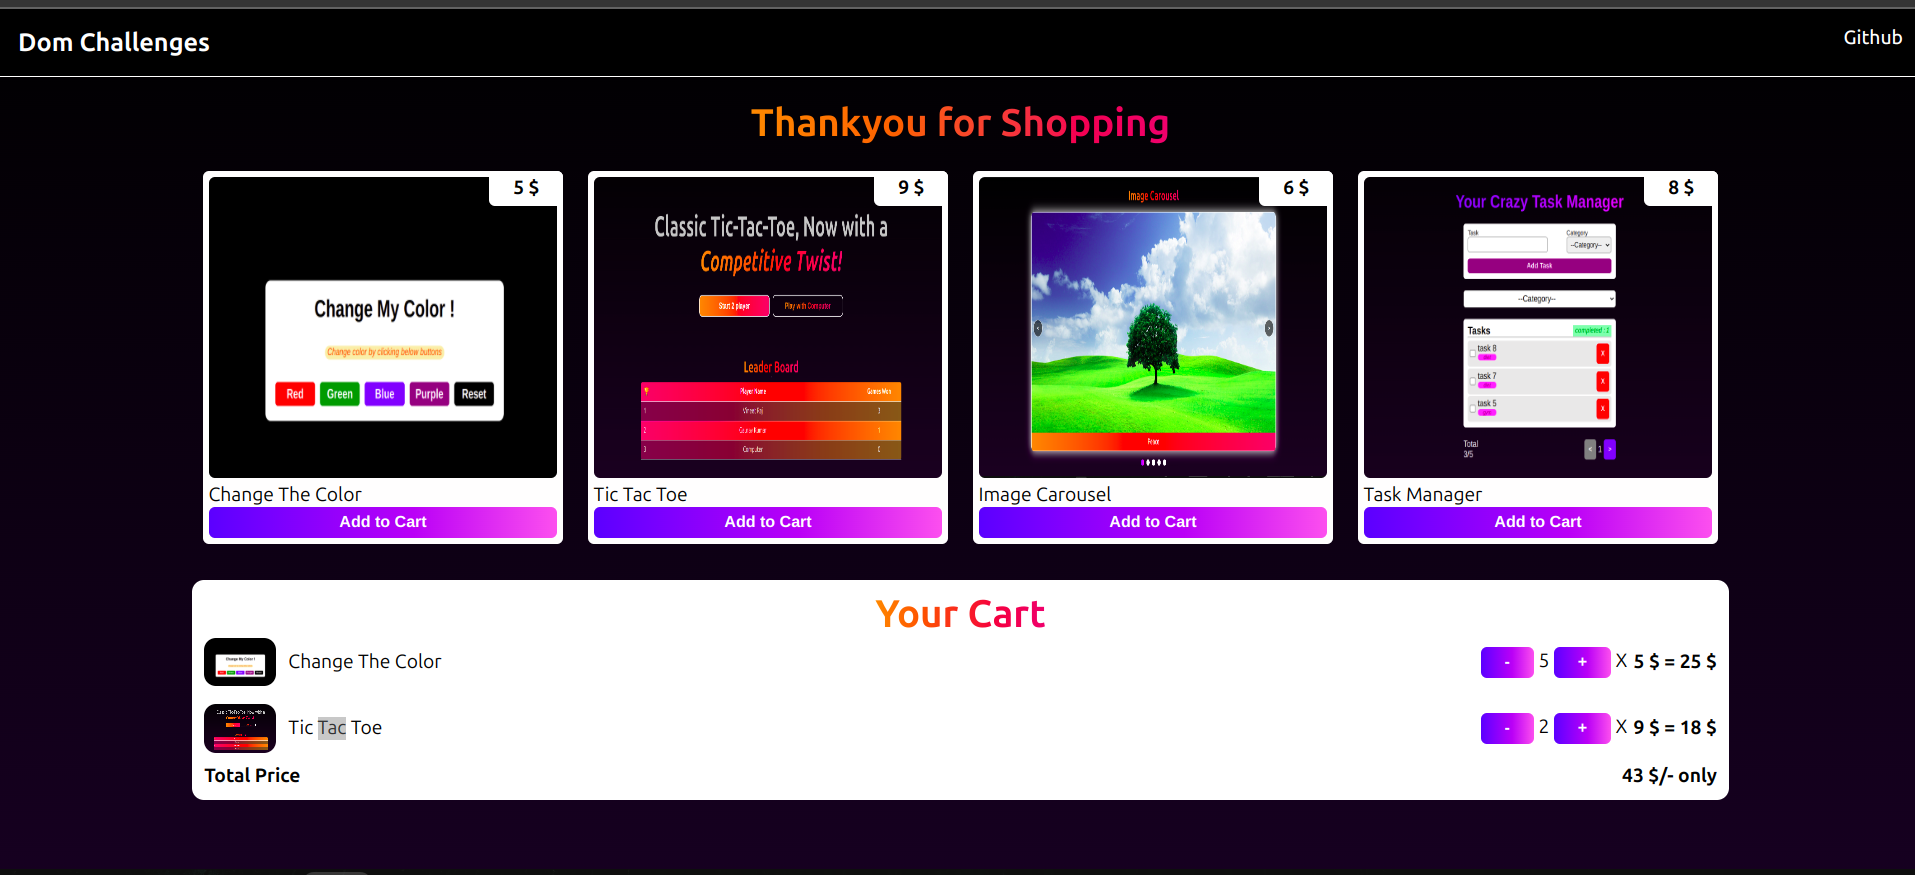 Dom Challenges
Github
Thankyou for Shopping
5 $
Change My Color !
Change color by clicking below buttons
Red Green Blue Purple Reset
Change The Color
Add to Cart
9 $
Classic Tic-Tac-Toe, Now with a
Competitive Twist!
Start 2 player Play with Computer
Leader Board
Player Name Games Won
1
2
3 Computer 0
Tic Tac Toe
Add to Cart
6 $
Image Carousel
Peace
Image Carousel
Add to Cart
8 $
Your Crazy Task Manager
Task Category
--Category--
Add Task
--Category--
Tasks completed : 1
task 8 X
task 7 X
task 5 X
Total
3/5 < 1 >
Task Manager
Add to Cart
Your Cart
Change The Color - 5 + X 5 $ = 25 $
Tic Tac Toe - 2 + X 9 $ = 18 $
Total Price 43 $/- only